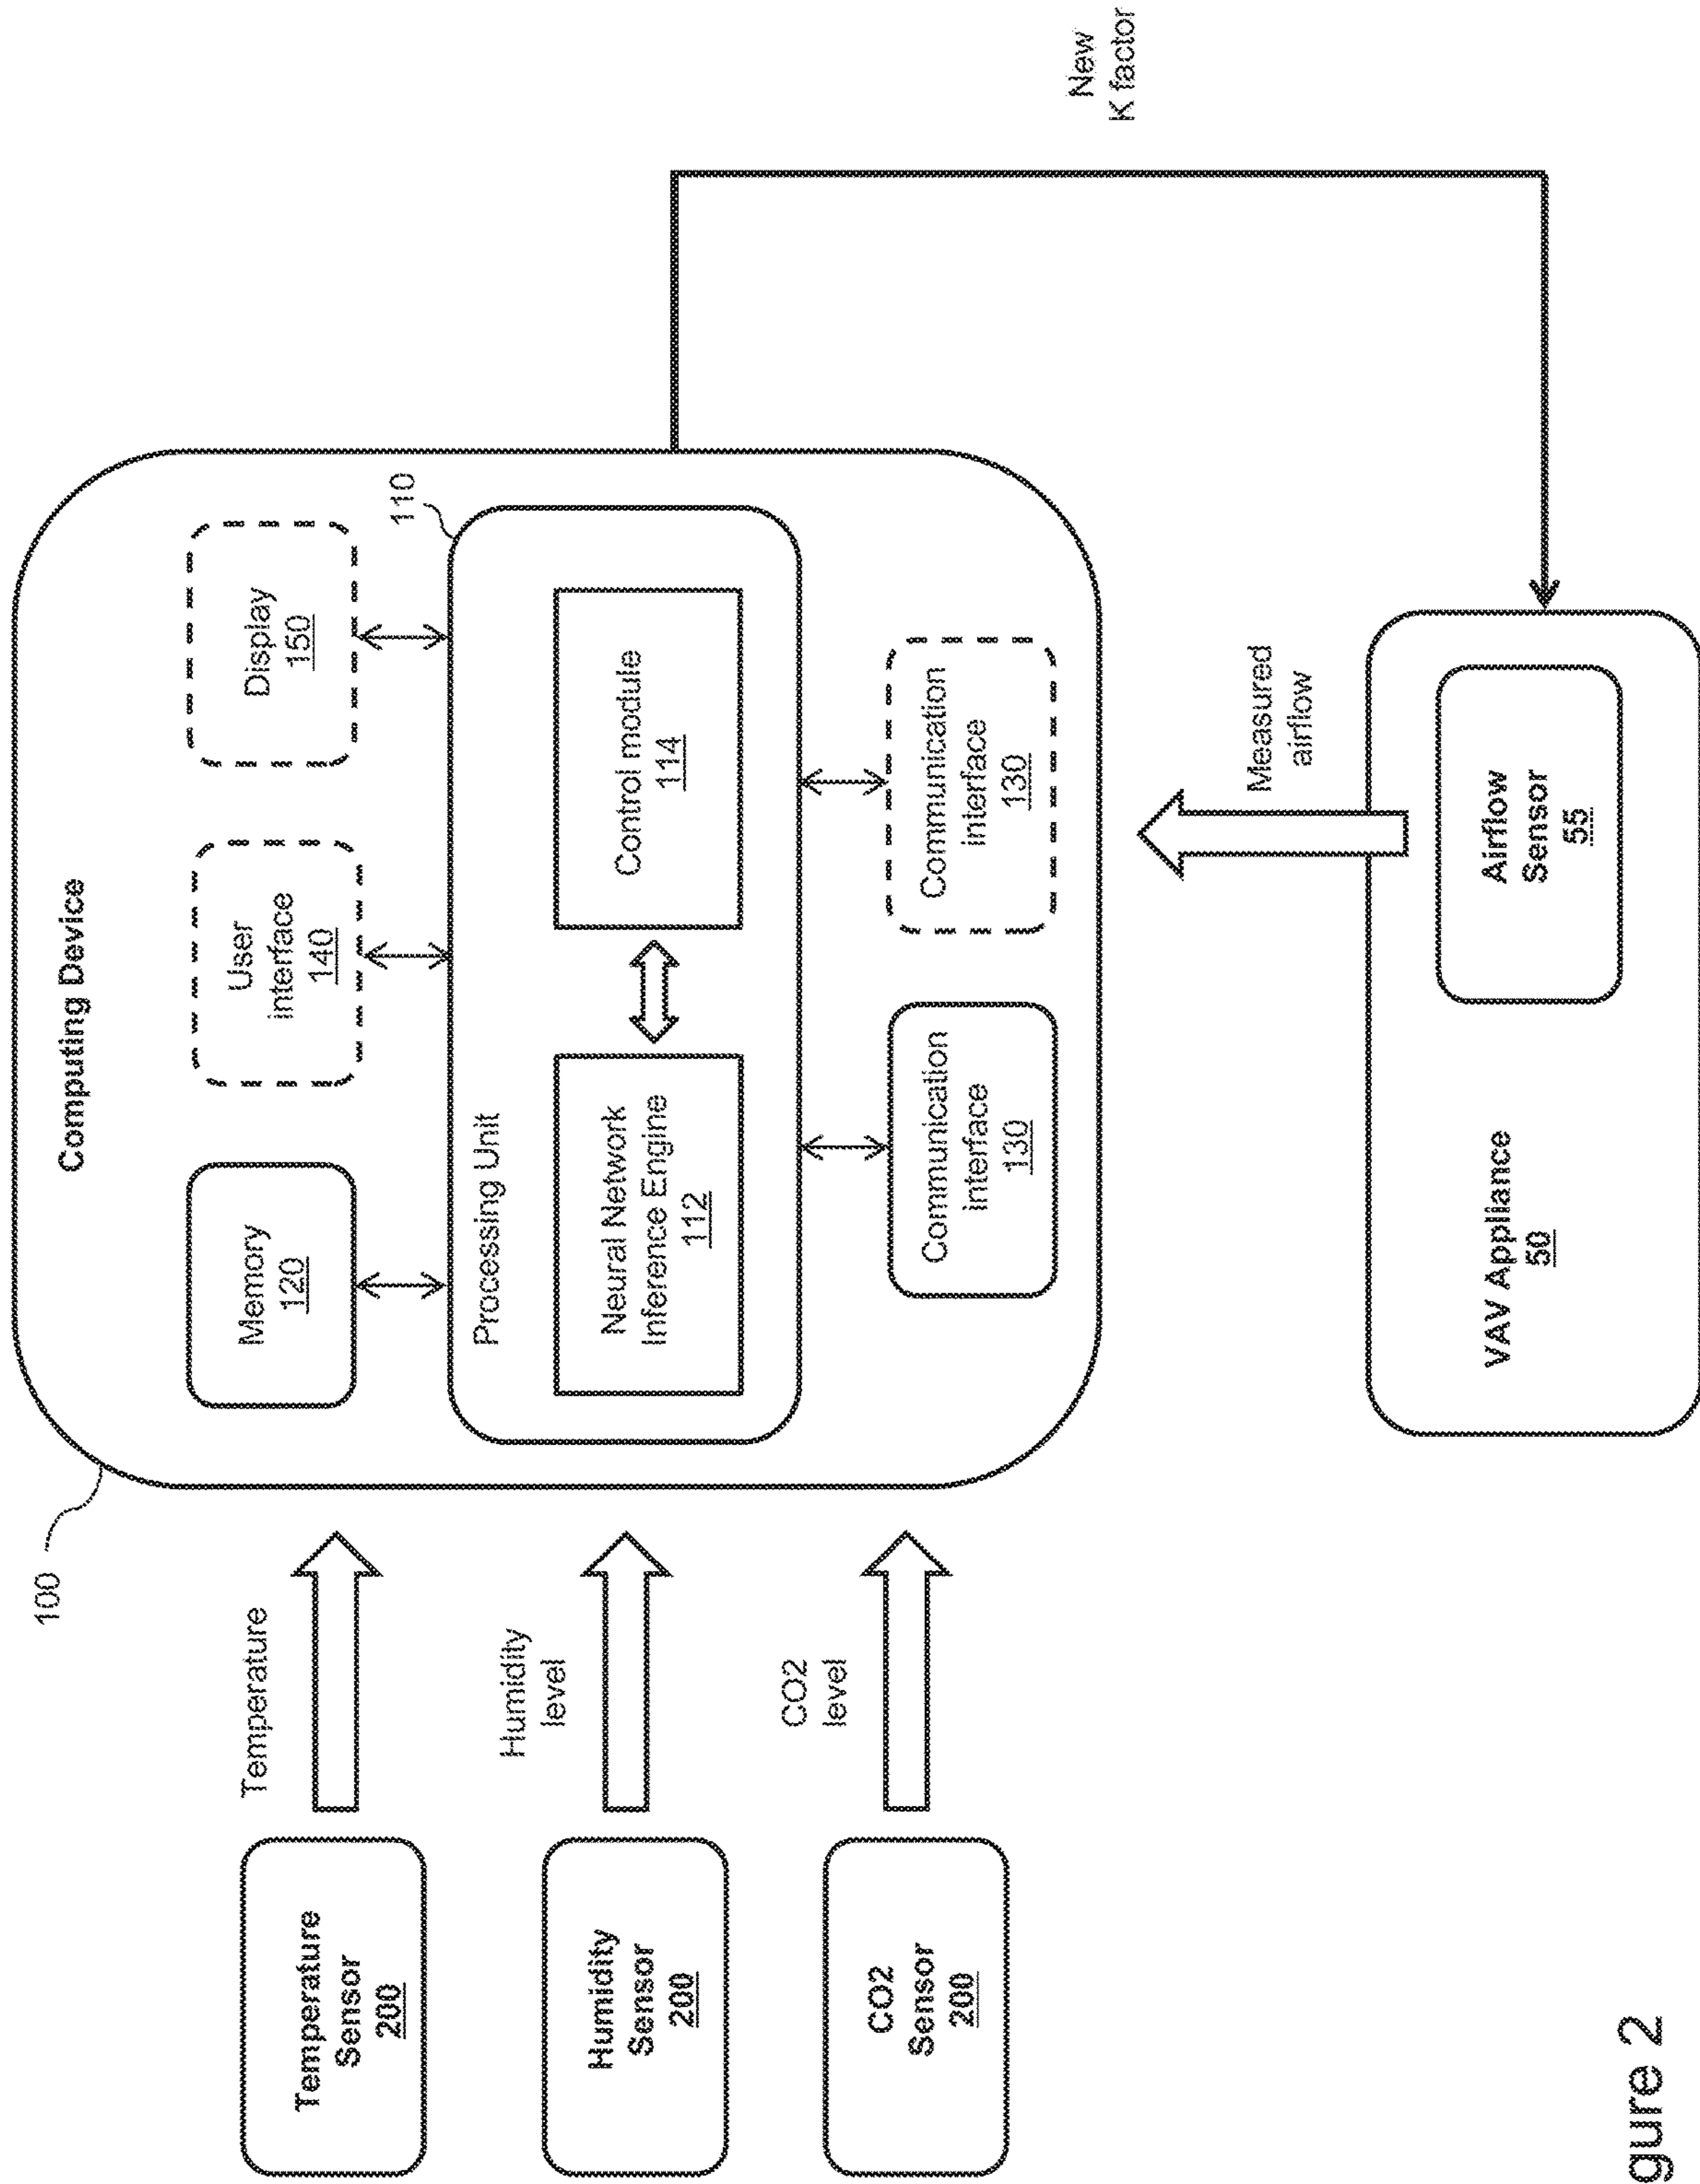 100
Computing Device
Memory
120
User
interface
140
Display
150
110
Processing Unit
Neural Network
Inference Engine
112
Control module
114
Communication
interface
130
Communication
interface
130
Temperature
Sensor
200
Temperature
Humidity
Sensor
200
Humidity
level
CO2
Sensor
200
CO2
level
Measured
airflow
New
K factor
VAV Appliance
50
Airflow
Sensor
55
gure 2